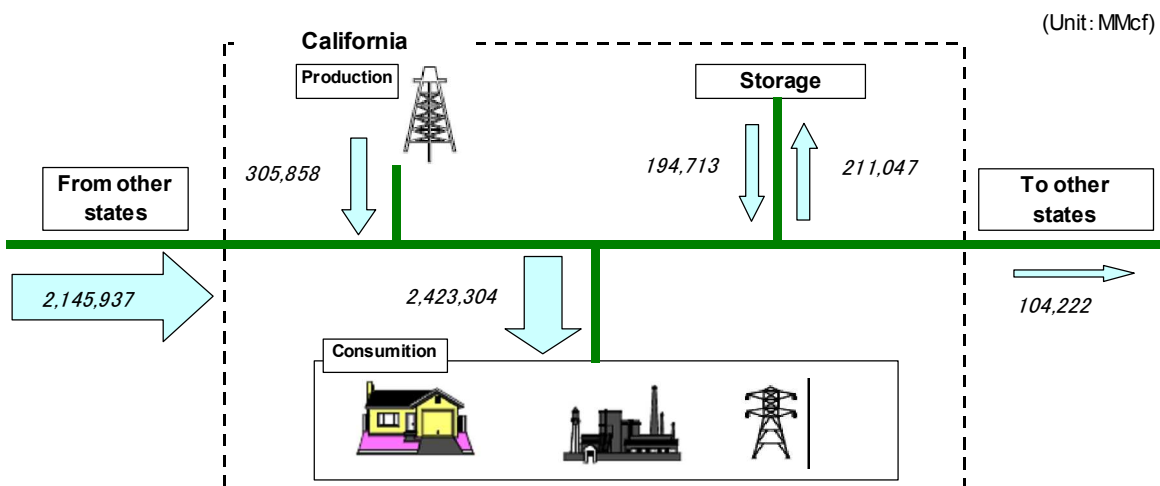 (Unit: MMcf)
California
Production
Storage
305,858
194,713
211,047
From other
states
To other
states
2,145,937
2,423,304
104,222
Consumition